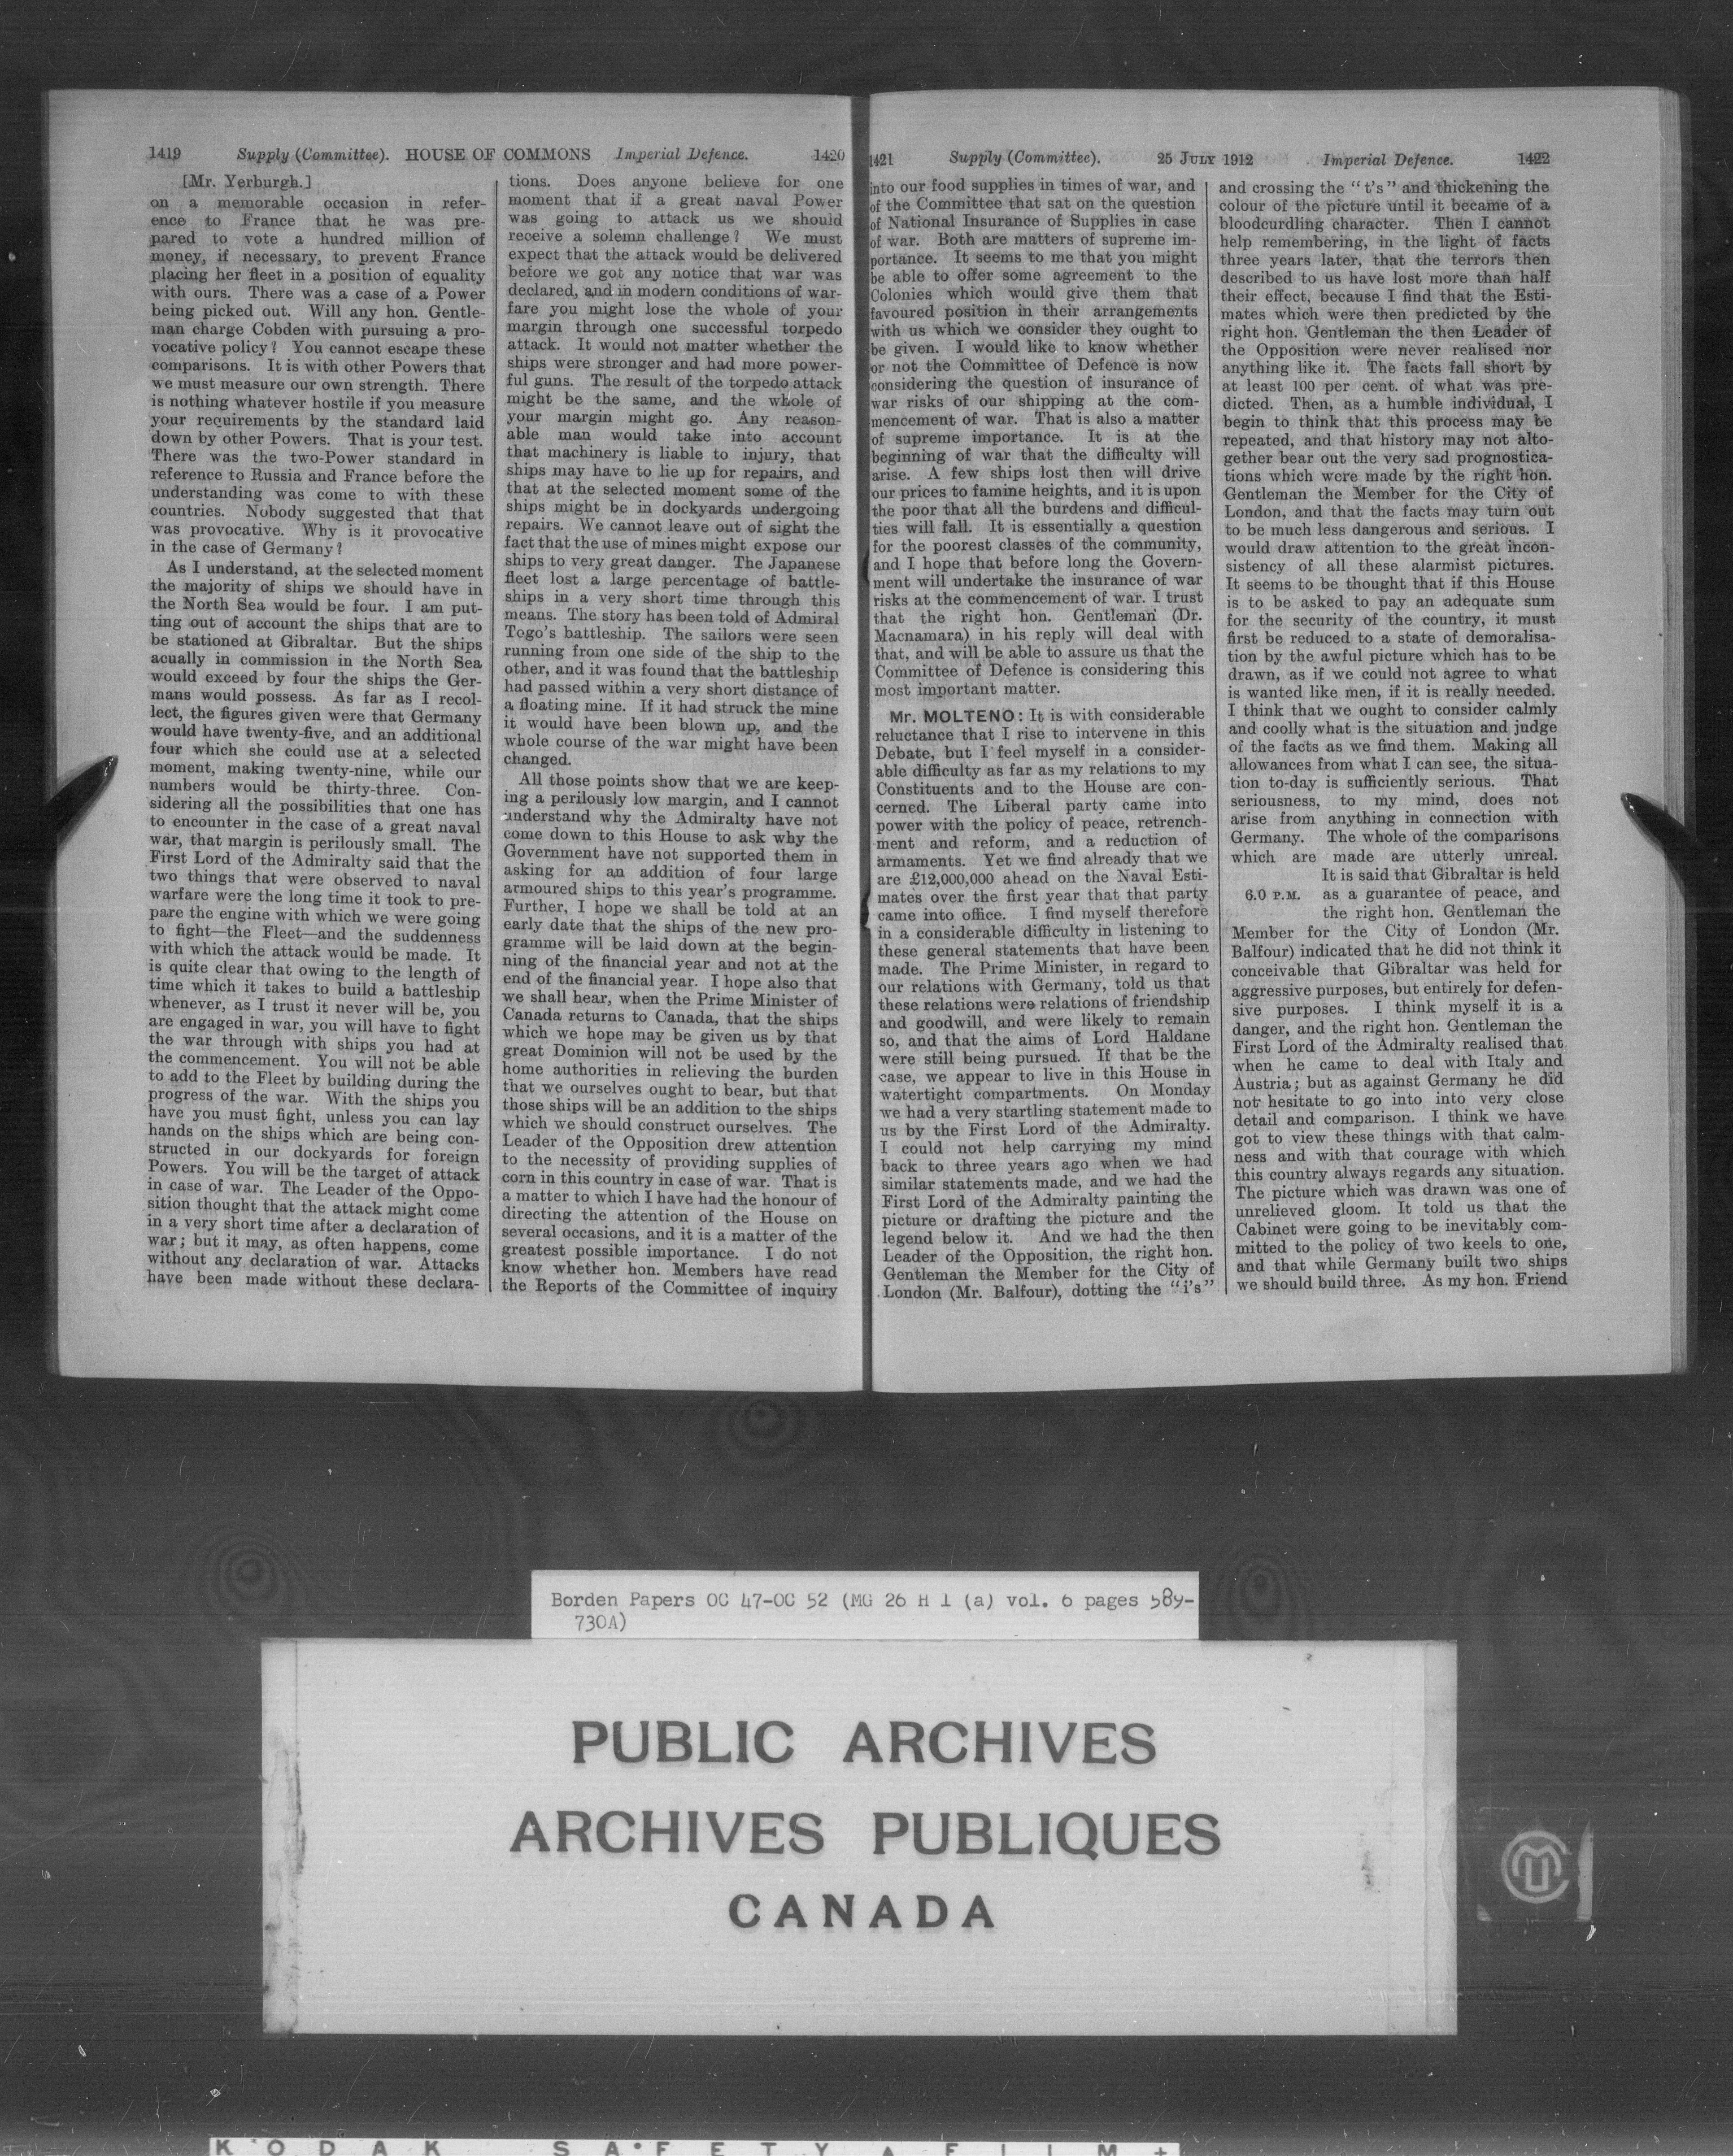 1419 Supply (Committee). HOUSE OF COMMONS Imperial Defence. 1420
[Mr. Yerburgh.]
on a memorable occasion in refer-
ence to France that he was pre-
pared to vote a hundred million of
money, if necessary, to prevent France
placing her fleet in a position of equality
with ours. There was a case of a Power
being picked out. Will any hon. Gentle-
man charge Cobden with pursuing a pro-
vocative policy? You cannot escape these
comparisons. It is with other Powers that
we must measure our own strength. There
is nothing whatever hostile if you measure
your requirements by the standard laid
down by other Powers. That is your test.
There was the two-Power standard in
reference to Russia and France before the
understanding was come to with these
countries. Nobody suggested that that
was provocative. Why is it provocative
in the case of Germany?
As I understand, at the selected moment
the majority of ships we should have in
the North Sea would be four. I am put-
ting out of account the ships that are to
be stationed at Gibraltar. But the ships
acually in commission in the North Sea
would exceed by four the ships the Ger-
mans would possess. As far as I recol-
lect, the figures given were that Germany
would have twenty-five, and an additional
four which she could use at a selected
moment, making twenty-nine, while our
numbers would be thirty-three. Con-
sidering all the possibilities that one has
to encounter in the case of a great naval
war, that margin is perilously small. The
First Lord of the Admiralty said that the
two things that were observed to naval
warfare were the long time it took to pre-
pare the engine with which we were going
to fight—the Fleet—and the suddenness
with which the attack would be made. It
is quite clear that owing to the length of
time which it takes to build a battleship
whenever, as I trust it never will be, you
are engaged in war, you will have to fight
the war through with ships you had at
the commencement. You will not be able
to add to the Fleet by building during the
progress of the war. With the ships you
have you must fight, unless you can lay
hands on the ships which are being con-
structed in our dockyards for foreign
Powers. You will be the target of attack
in case of war. The Leader of the Oppo-
sition thought that the attack might come
in a very short time after a declaration of
war; but it may, as often happens, come
without any declaration of war. Attacks
have been made without these declara-
tions. Does anyone believe for one
moment that if a great naval Power
was going to attack us we should
receive a solemn challenge? We must
expect that the attack would be delivered
before we got any notice that war was
declared, and in modern conditions of war-
fare you might lose the whole of your
margin through one successful torpedo
attack. It would not matter whether the
ships were stronger and had more power-
ful guns. The result of the torpedo attack
might be the same, and the whole of
your margin might go. Any reason-
able man would take into account
that machinery is liable to injury, that
ships may have to lie up for repairs, and
that at the selected moment some of the
ships might be in dockyards undergoing
repairs. We cannot leave out of sight the
fact that the use of mines might expose our
ships to very great danger. The Japanese
fleet lost a large percentage of battle-
ships in a very short time through this
means. The story has been told of Admiral
Togo's battleship. The sailors were seen
running from one side of the ship to the
other, and it was found that the battleship
had passed within a very short distance of
a floating mine. If it had struck the mine
it would have been blown up, and the
whole course of the war might have been
changed.
All those points show that we are keep-
ing a perilously low margin, and I cannot
understand why the Admiralty have not
come down to this House to ask why the
Government have not supported them in
asking for an addition of four large
armoured ships to this year's programme.
Further, I hope we shall be told at an
early date that the ships of the new pro-
gramme will be laid down at the begin-
ning of the financial year and not at the
end of the financial year. I hope also that
we shall hear, when the Prime Minister of
Canada returns to Canada, that the ships
which we hope may be given us by that
great Dominion will not be used by the
home authorities in relieving the burden
that we ourselves ought to bear, but that
those ships will be an addition to the ships
which we should construct ourselves. The
Leader of the Opposition drew attention
to the necessity of providing supplies of
corn in this country in case of war. That is
a matter to which I have had the honour of
directing the attention of the House on
several occasions, and it is a matter of the
greatest possible importance. I do not
know whether hon. Members have read
the Reports of the Committee of inquiry
1421 Supply (Committee). 25 JULY 1912 Imperial Defence. 1422
into our food supplies in times of war, and
of the Committee that sat on the question
of National Insurance of Supplies in case
of war. Both are matters of supreme im-
portance. It seems to me that you might
be able to offer some agreement to the
Colonies which would give them that
favoured position in their arrangements
with us which we consider they ought to
be given. I would like to know whether
or not the Committee of Defence is now
considering the question of insurance of
war risks of our shipping at the com-
mencement of war. That is also a matter
of supreme importance. It is at the
beginning of war that the difficulty will
arise. A few ships lost then will drive
our prices to famine heights, and it is upon
the poor that all the burdens and difficul-
ties will fall. It is essentially a question
for the poorest classes of the community,
and I hope that before long the Govern-
ment will undertake the insurance of war
risks at the commencement of war. I trust
that the right hon. Gentleman (Dr.
Macnamara) in his reply will deal with
that, and will be able to assure us that the
Committee of Defence is considering this
most important matter.
Mr. MOLTENO: It is with considerable
reluctance that I rise to intervene in this
Debate, but I feel myself in a consider-
able difficulty as far as my relations to my
Constituents and to the House are con-
cerned. The Liberal party came into
power with the policy of peace, retrench-
ment and reform, and a reduction of
armaments. Yet we find already that we
are £12,000,000 ahead on the Naval Esti-
mates over the first year that that party
came into office. I find myself therefore
in a considerable difficulty in listening to
these general statements that have been
made. The Prime Minister, in regard to
our relations with Germany, told us that
these relations were relations of friendship
and goodwill, and were likely to remain
so, and that the aims of Lord Haldane
were still being pursued. If that be the
case, we appear to live in this House in
watertight compartments. On Monday
we had a very startling statement made to
us by the First Lord of the Admiralty.
I could not help carrying my mind
back to three years ago when we had
similar statements made, and we had the
First Lord of the Admiralty painting the
picture or drafting the picture and the
legend below it. And we had the then
Leader of the Opposition, the right hon.
Gentleman the Member for the City of
London (Mr. Balfour), dotting the "i's"
and crossing the "t's" and thickening the
colour of the picture until it became of a
bloodcurdling character. Then I cannot
help remembering, in the light of facts
three years later, that the terrors then
described to us have lost more than half
their effect, because I find that the Esti-
mates which were then predicted by the
right hon. Gentleman the then Leader of
the Opposition were never realised nor
anything like it. The facts fall short by
at least 100 per cent. of what was pre-
dicted. Then, as a humble individual, I
begin to think that this process may be
repeated, and that history may not alto-
gether bear out the very sad prognostica-
tions which were made by the right hon.
Gentleman the Member for the City of
London, and that the facts may turn out
to be much less dangerous and serious. I
would draw attention to the great incon-
sistency of all these alarmist pictures.
It seems to be thought that if this House
is to be asked to pay an adequate sum
for the security of the country, it must
first be reduced to a state of demoralisa-
tion by the awful picture which has to be
drawn, as if we could not agree to what
is wanted like men, if it is really needed.
I think that we ought to consider calmly
and coolly what is the situation and judge
of the facts as we find them. Making all
allowances from what I can see, the situa-
tion to-day is sufficiently serious. That
seriousness, to my mind, does not
arise from anything in connection with
Germany. The whole of the comparisons
which are made are utterly unreal.
It is said that Gibraltar is held
6.0 P.M. as a guarantee of peace, and
the right hon. Gentleman the
Member for the City of London (Mr.
Balfour) indicated that he did not think it
conceivable that Gibraltar was held for
aggressive purposes, but entirely for defen-
sive purposes. I think myself it is a
danger, and the right hon. Gentleman the
First Lord of the Admiralty realised that
when he came to deal with Italy and
Austria; but as against Germany he did
not hesitate to go into into very close
detail and comparison. I think we have
got to view these things with that calm-
ness and with that courage with which
this country always regards any situation.
The picture which was drawn was one of
unrelieved gloom. It told us that the
Cabinet were going to be inevitably com-
mitted to the policy of two keels to one,
and that while Germany built two ships
we should build three. As my hon. Friend
Borden Papers OC 47-OC 52 (MG 26 H 1 (a) vol. 6 pages 589-
730A)
PUBLIC ARCHIVES
ARCHIVES PUBLIQUES
CANADA
KODAK SAFETY FILM